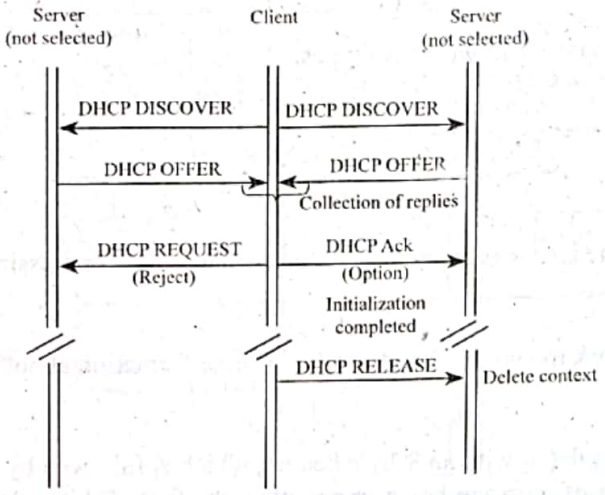 Server
(not selected)
Client
Server
(not selected)
DHCP DISCOVER
DHCP DISCOVER
DHCP OFFER
DHCP OFFER
Collection of replies
DHCP REQUEST
(Reject)
DHCP Ack
(Option)
Initialization
completed
DHCP RELEASE
Delete context